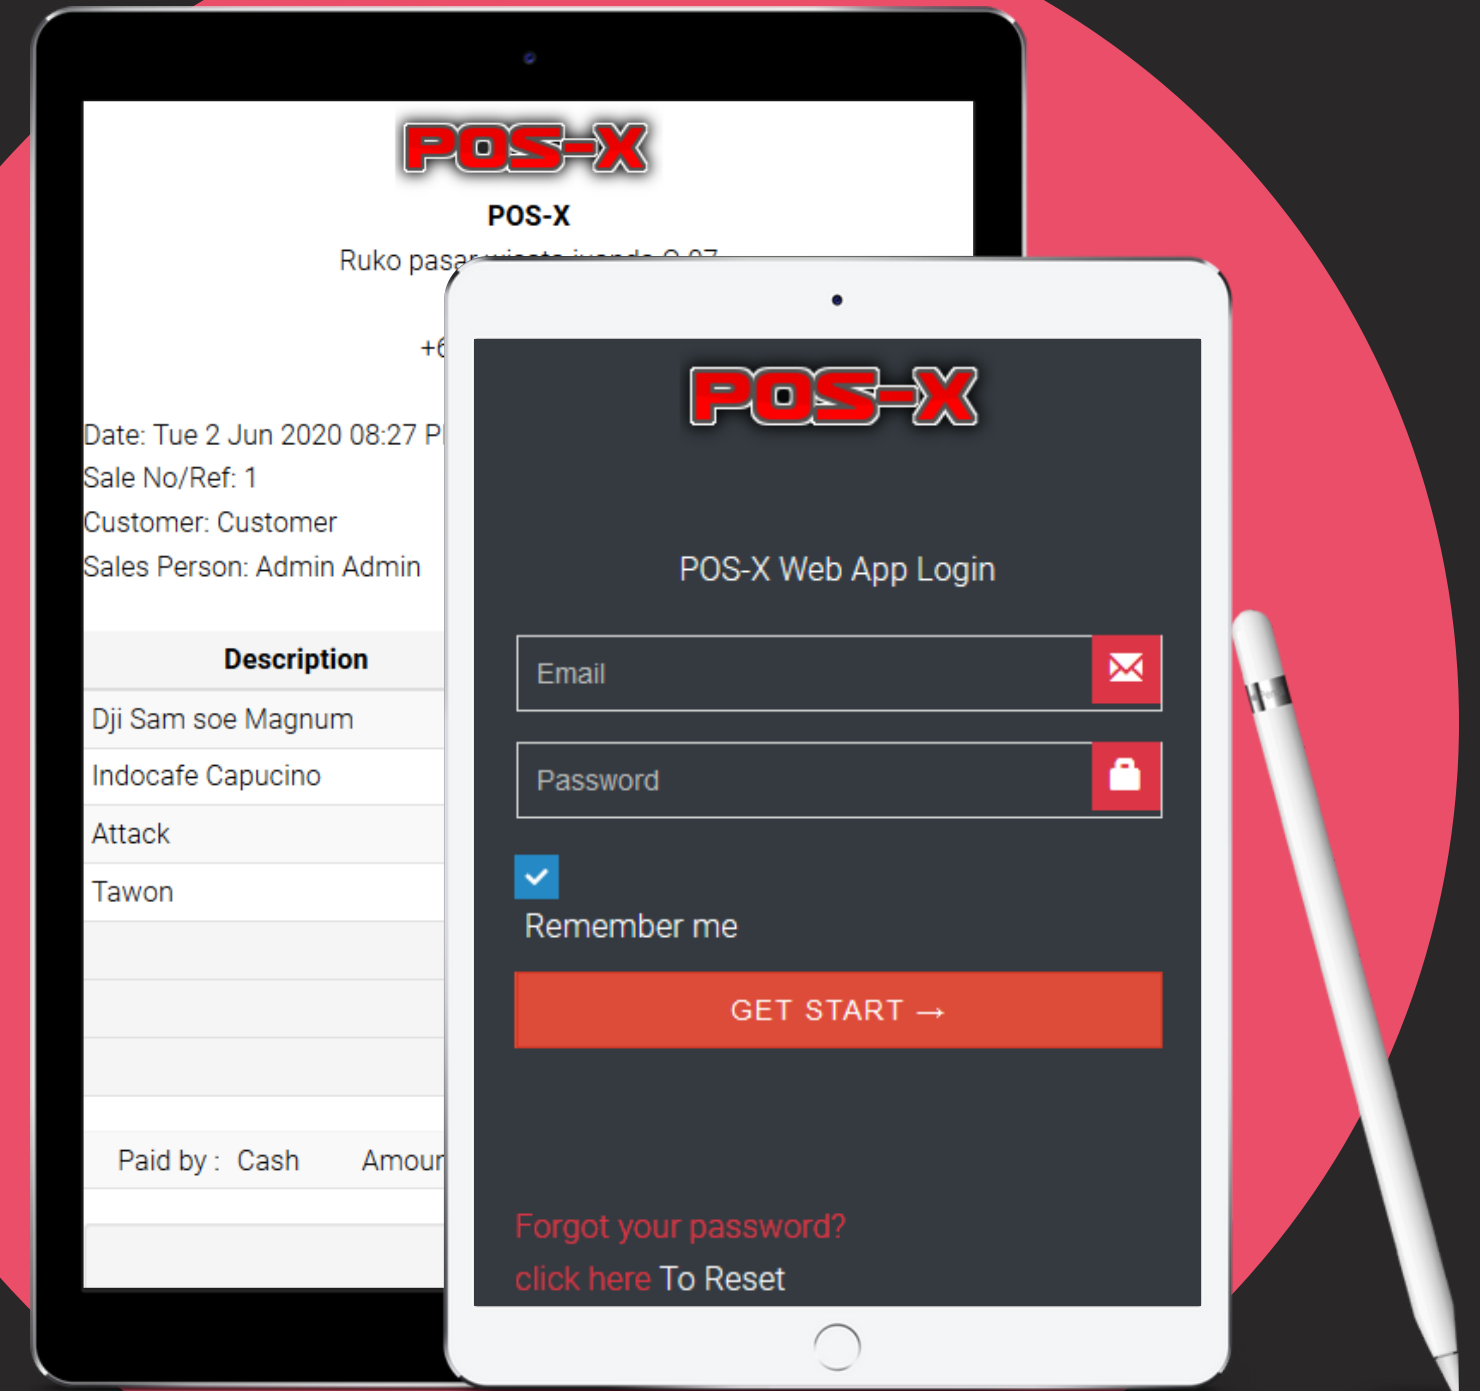 POS-X
POS-X
Ruko pasar wisata juanda
Date: Tue 2 Jun 2020 08:27
Sale No/Ref: 1
Customer: Customer
Sales Person: Admin Admin
Description
Dji Sam soe Magnum
Indocafe Capucino
Attack
Tawon
Paid by : Cash
POS-X
POS-X Web App Login
Email
Password
Remember me
GET START →
Forgot your password?
click here To Reset